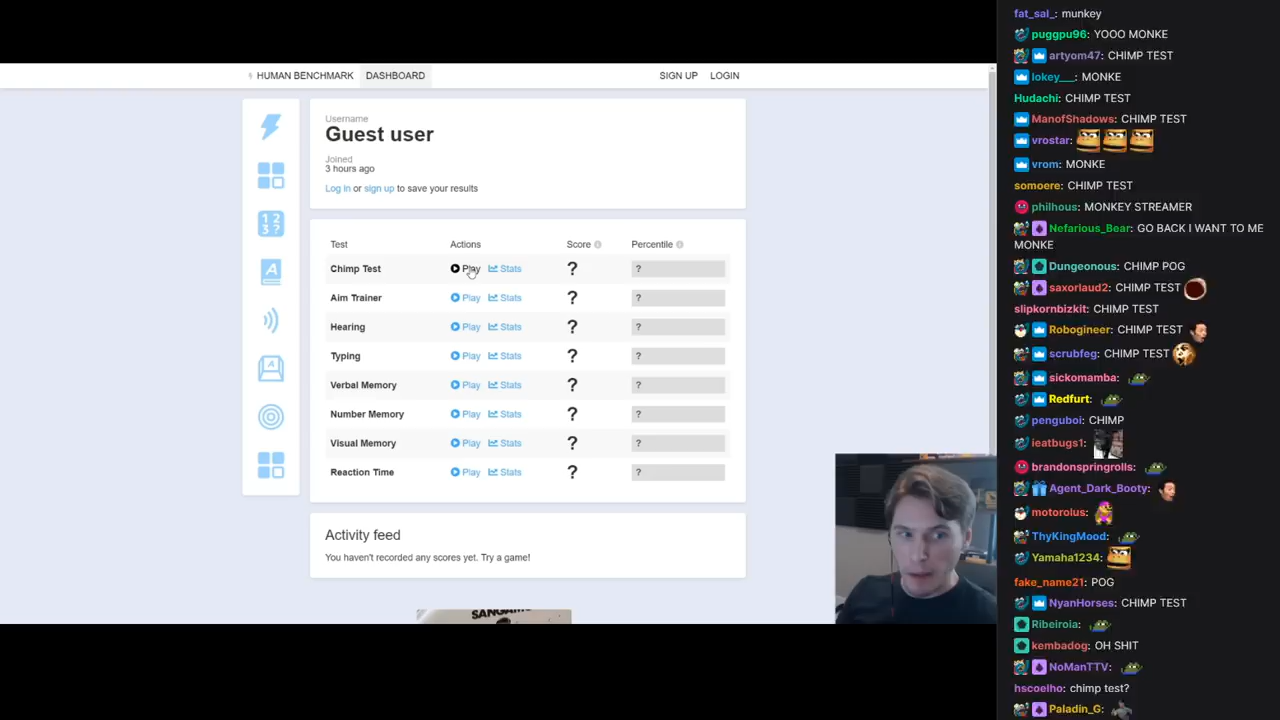 HUMAN BENCHMARK DASHBOARD SIGN UP LOGIN
Username
Guest user
Joined
3 hours ago
Log in or sign up to save your results
Test Actions Score Percentile
Chimp Test Play Stats ? ?
Aim Trainer Play Stats ? ?
Hearing Play Stats ? ?
Typing Play Stats ? ?
Verbal Memory Play Stats ? ?
Number Memory Play Stats ? ?
Visual Memory Play Stats ? ?
Reaction Time Play Stats ? ?
Activity feed
You haven't recorded any scores yet. Try a game!
fat_sal_: munkey
puggpu96: YOOO MONKE
artyom47: CHIMP TEST
lokey___: MONKE
Hudachi: CHIMP TEST
ManofShadows: CHIMP TEST
vrostar:
vrom: MONKE
somoere: CHIMP TEST
philhous: MONKEY STREAMER
Nefarious_Bear: GO BACK I WANT TO ME
MONKE
Dungeonous: CHIMP POG
saxorlaud2: CHIMP TEST
slipkornbizkit: CHIMP TEST
Robogineer: CHIMP TEST
scrubfeg: CHIMP TEST
sickomamba:
Redfurt:
penguboi: CHIMP
ieatbugs1:
brandonspringrolls:
Agent_Dark_Booty:
motorolus:
ThyKingMood:
Yamaha1234:
fake_name21: POG
NyanHorses: CHIMP TEST
Ribeiroia:
kembadog: OH SHIT
NoManTTV:
hscoelho: chimp test?
Paladin_G: